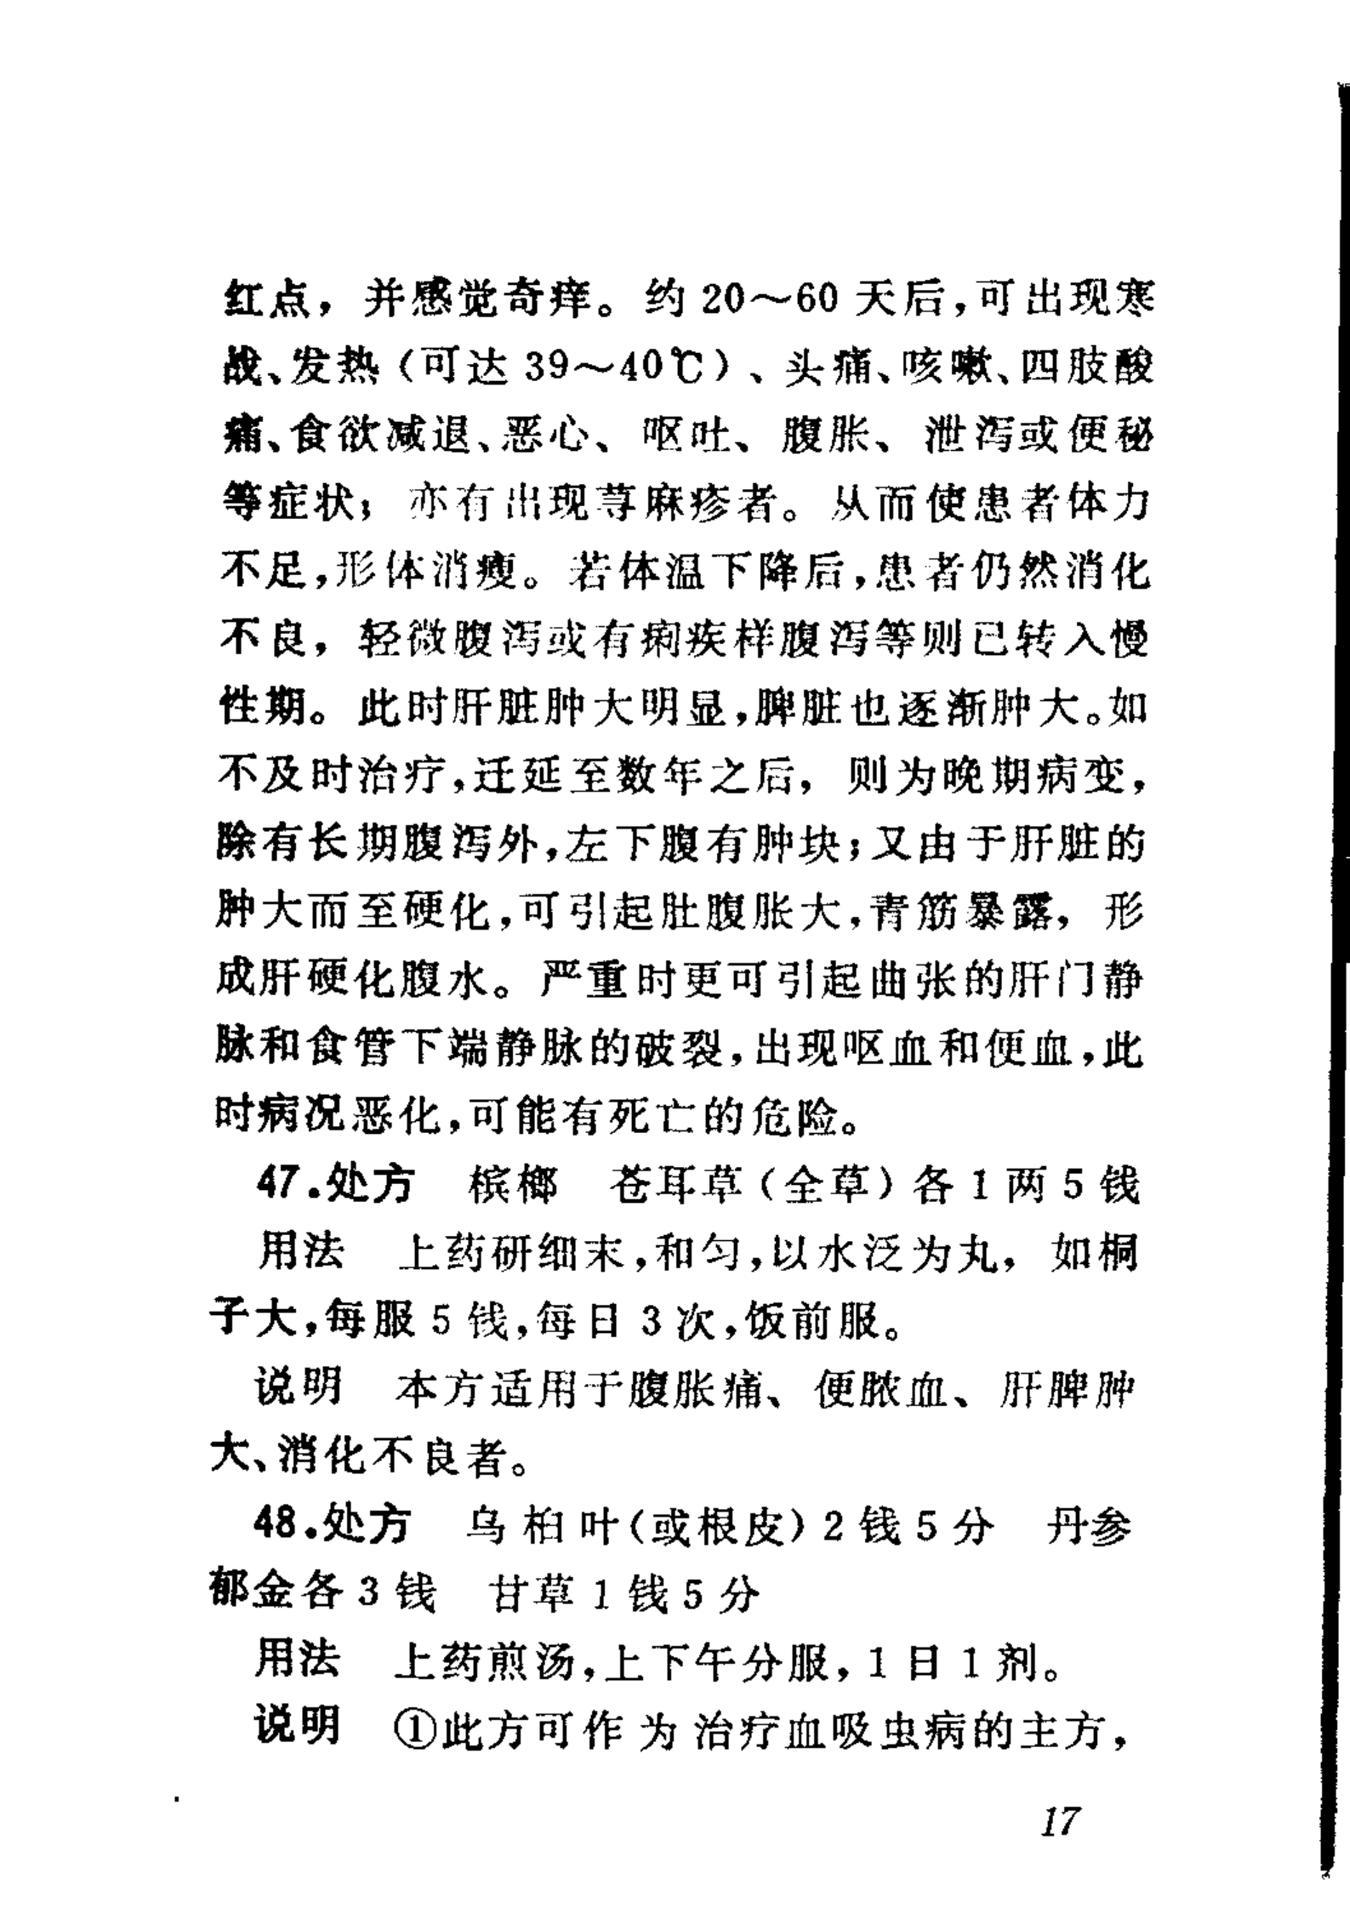 红点，并感觉奇痒。约20～60天后，可出现寒
战、发热（可达39～40℃）、头痛、咳嗽、四肢酸
痛、食欲减退、恶心、呕吐、腹胀、泄泻或便秘
等症状；亦有出现荨麻疹者。从而使患者体力
不足，形体消瘦。若体温下降后，患者仍然消化
不良，轻微腹泻或有痢疾样腹泻等则已转入慢
性期。此时肝脏肿大明显，脾脏也逐渐肿大。如
不及时治疗，迁延至数年之后，则为晚期病变，
除有长期腹泻外，左下腹有肿块；又由于肝脏的
肿大而至硬化，可引起肚腹胀大，青筋暴露，形
成肝硬化腹水。严重时更可引起曲张的肝门静
脉和食管下端静脉的破裂，出现呕血和便血，此
时病况恶化，可能有死亡的危险。
47.处方　槟榔　苍耳草（全草）各1两5钱
用法　上药研细末，和匀，以水泛为丸，如桐
子大，每服5钱，每日3次，饭前服。
说明　本方适用于腹胀痛、便脓血、肝脾肿
大、消化不良者。
48.处方　乌桕叶（或根皮）2钱5分　丹参
郁金各3钱　甘草1钱5分
用法　上药煎汤，上下午分服，1日1剂。
说明　①此方可作为治疗血吸虫病的主方，
17